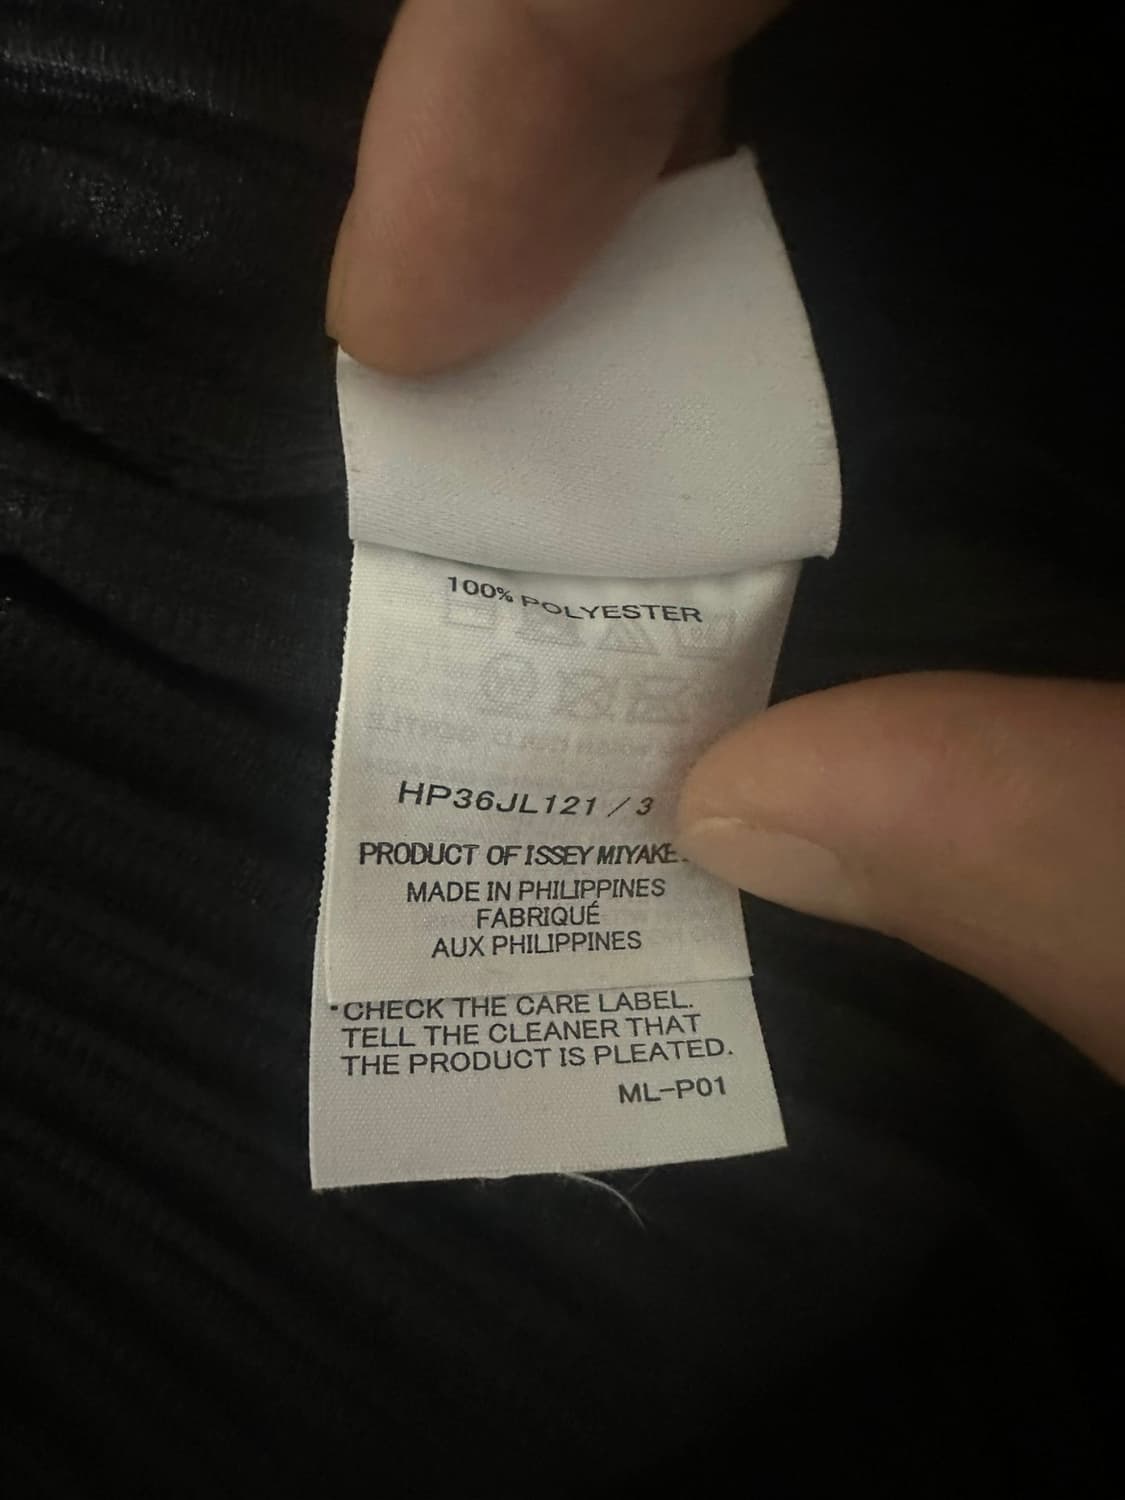 100% POLYESTER
HP36JL121 / 3
PRODUCT OF ISSEY MIYAKE
MADE IN PHILIPPINES
FABRIQUÉ
AUX PHILIPPINES
*CHECK THE CARE LABEL.
TELL THE CLEANER THAT
THE PRODUCT IS PLEATED.
ML-P01